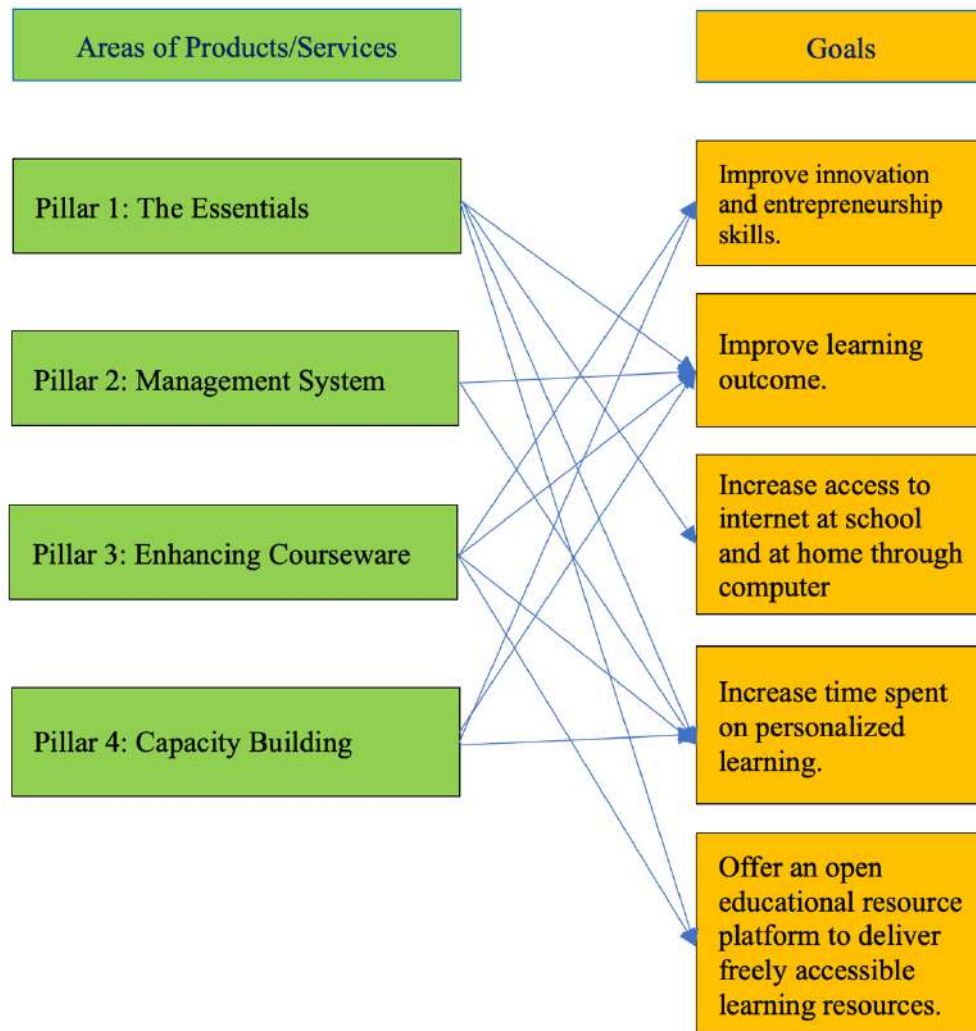 Areas of Products/Services
Goals
Pillar 1: The Essentials
Pillar 2: Management System
Pillar 3: Enhancing Courseware
Pillar 4: Capacity Building
Improve innovation
and entrepreneurship
skills.
Improve learning
outcome.
Increase access to
internet at school
and at home through
computer
Increase time spent
on personalized
learning.
Offer an open
educational resource
platform to deliver
freely accessible
learning resources.